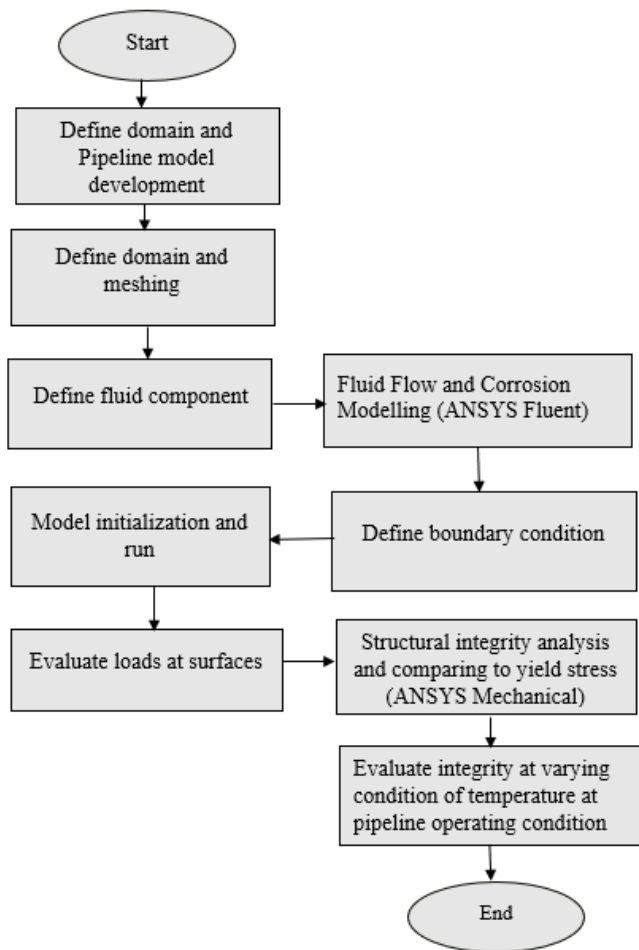 Start
Define domain and
Pipeline model
development
Define domain and
meshing
Define fluid component
Fluid Flow and Corrosion
Modelling (ANSYS Fluent)
Define boundary condition
Model initialization and
run
Evaluate loads at surfaces
Structural integrity analysis
and comparing to yield stress
(ANSYS Mechanical)
Evaluate integrity at varying
condition of temperature at
pipeline operating condition
End